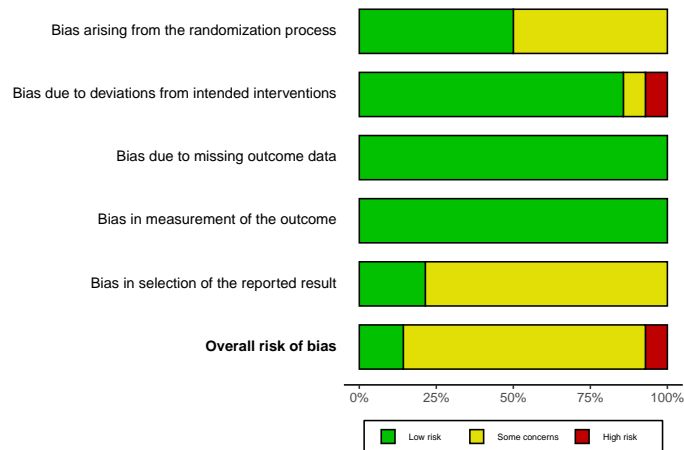 Bias arising from the randomization process
Bias due to deviations from intended interventions
Bias due to missing outcome data
Bias in measurement of the outcome
Bias in selection of the reported result
Overall risk of bias
0% 25% 50% 75% 100%
Low risk Some concerns High risk